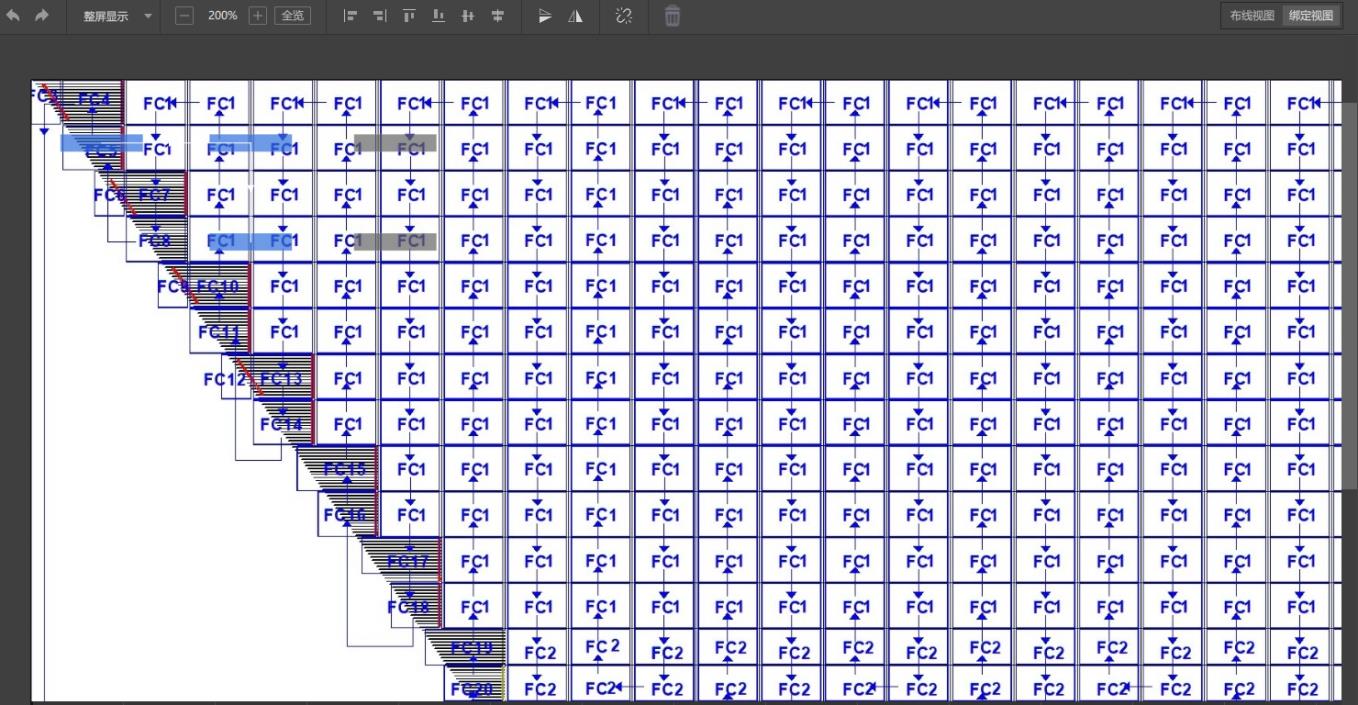 整屏显示 200% 全览 布线视图 绑定视图
FC4 FC1 FC1 FC1 FC1 FC1 FC1 FC1 FC1 FC1 FC1 FC1 FC1 FC1 FC1 FC1 FC1 FC1 FC1 FC1
FC5 FC1 FC1 FC1 FC1 FC1 FC1 FC1 FC1 FC1 FC1 FC1 FC1 FC1 FC1 FC1 FC1 FC1 FC1 FC1
FC6 FC7 FC1 FC1 FC1 FC1 FC1 FC1 FC1 FC1 FC1 FC1 FC1 FC1 FC1 FC1 FC1 FC1 FC1 FC1
FC8 FC1 FC1 FC1 FC1 FC1 FC1 FC1 FC1 FC1 FC1 FC1 FC1 FC1 FC1 FC1 FC1 FC1 FC1
FC9 FC10 FC1 FC1 FC1 FC1 FC1 FC1 FC1 FC1 FC1 FC1 FC1 FC1 FC1 FC1 FC1 FC1 FC1
FC11 FC1 FC1 FC1 FC1 FC1 FC1 FC1 FC1 FC1 FC1 FC1 FC1 FC1 FC1 FC1 FC1 FC1
FC12 FC13 FC1 FC1 FC1 FC1 FC1 FC1 FC1 FC1 FC1 FC1 FC1 FC1 FC1 FC1 FC1 FC1
FC14 FC1 FC1 FC1 FC1 FC1 FC1 FC1 FC1 FC1 FC1 FC1 FC1 FC1 FC1 FC1 FC1
FC15 FC1 FC1 FC1 FC1 FC1 FC1 FC1 FC1 FC1 FC1 FC1 FC1 FC1 FC1 FC1
FC16 FC1 FC1 FC1 FC1 FC1 FC1 FC1 FC1 FC1 FC1 FC1 FC1 FC1 FC1 FC1
FC17 FC1 FC1 FC1 FC1 FC1 FC1 FC1 FC1 FC1 FC1 FC1 FC1 FC1 FC1
FC18 FC1 FC1 FC1 FC1 FC1 FC1 FC1 FC1 FC1 FC1 FC1 FC1 FC1 FC1
FC19 FC2 FC2 FC2 FC2 FC2 FC2 FC2 FC2 FC2 FC2 FC2 FC2 FC2
FC20 FC2 FC2 FC2 FC2 FC2 FC2 FC2 FC2 FC2 FC2 FC2 FC2 FC2